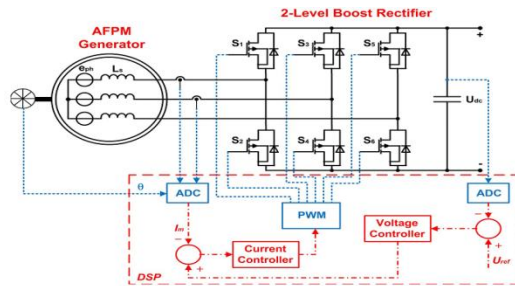 AFPM
Generator
2-Level Boost Rectifier
eph
Ls
S1
S3
S5
+
Udc
S2
S4
S6
-
θ
ADC
PWM
ADC
Im
Voltage
Controller
−
−
Current
Controller
+
+
Uref
DSP